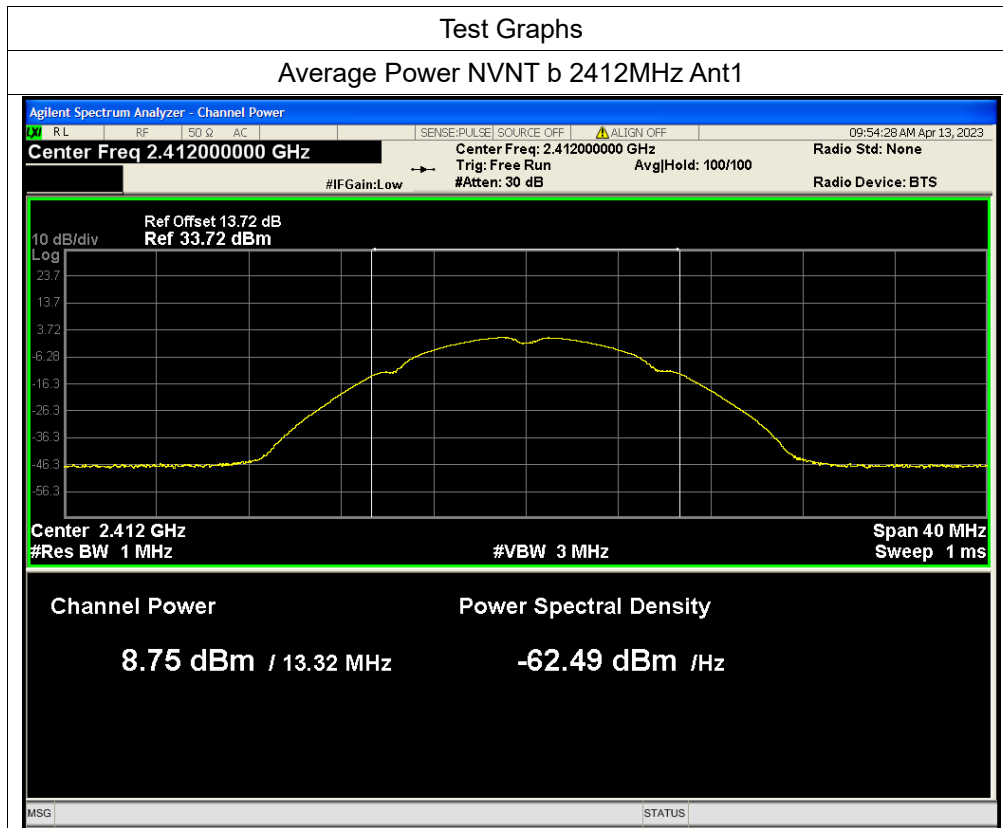 Test Graphs
Average Power NVNT b 2412MHz Ant1
Agilent Spectrum Analyzer - Channel Power
LXI RL RF 50 Ω AC SENSE:PULSE SOURCE OFF ALIGN OFF 09:54:28 AM Apr 13, 2023
Center Freq 2.412000000 GHz Center Freq: 2.412000000 GHz Radio Std: None
Trig: Free Run Avg|Hold: 100/100
#IFGain:Low #Atten: 30 dB Radio Device: BTS
Ref Offset 13.72 dB
10 dB/div Ref 33.72 dBm
Log
23.7
13.7
3.72
-6.28
-16.3
-26.3
-36.3
-46.3
-56.3
Center 2.412 GHz Span 40 MHz
#Res BW 1 MHz #VBW 3 MHz Sweep 1 ms
Channel Power Power Spectral Density
8.75 dBm / 13.32 MHz -62.49 dBm /Hz
MSG STATUS